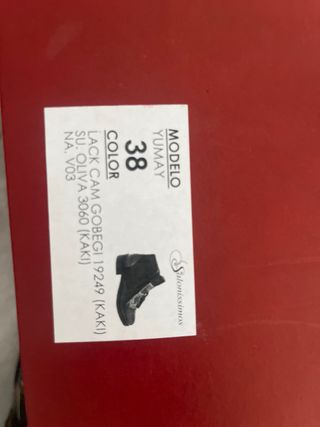 MODELO
YUMAY
38
COLOR
LACK CAM GOBEGI 19249 (KAKI)
SU. OLIVA 3060 (KAKI)
NA. V03
Salonissimos